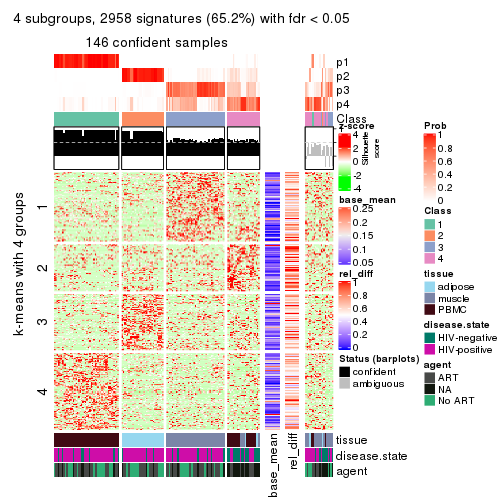 4 subgroups, 2958 signatures (65.2%) with fdr < 0.05
146 confident samples
p1
p2
p3
p4
Class
Silhouette score
k-means with 4 groups
1
2
3
4
tissue
disease.state
agent
base_mean
rel_diff
z-score
4
2
0
-2
-4
base_mean
0.25
0.2
0.15
0.1
0.05
rel_diff
1
0.8
0.6
0.4
0.2
0
Status (barplots)
confident
ambiguous
Prob
1
0.8
0.6
0.4
0.2
0
Class
1
2
3
4
tissue
adipose
muscle
PBMC
disease.state
HIV-negative
HIV-positive
agent
ART
NA
No ART